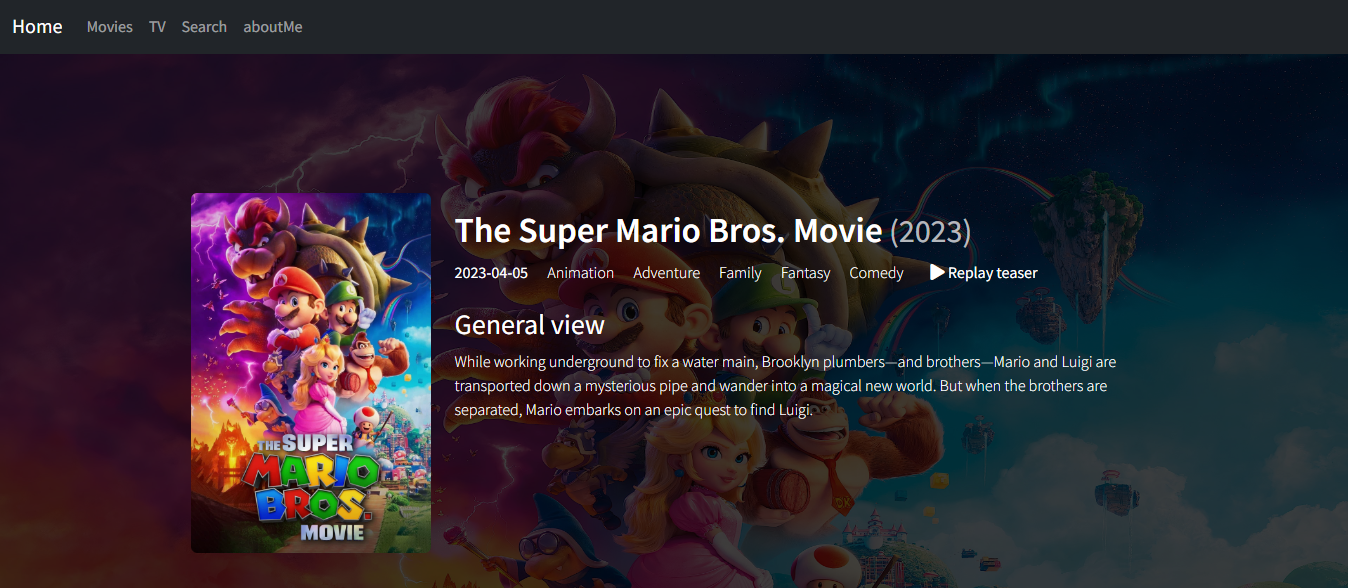 Home Movies TV Search aboutMe
The Super Mario Bros. Movie (2023)
2023-04-05 Animation Adventure Family Fantasy Comedy Replay teaser
General view
While working underground to fix a water main, Brooklyn plumbers—and brothers—Mario and Luigi are
transported down a mysterious pipe and wander into a magical new world. But when the brothers are
separated, Mario embarks on an epic quest to find Luigi.
THE SUPER
MARIO
BROS.
MOVIE
M
L
DK